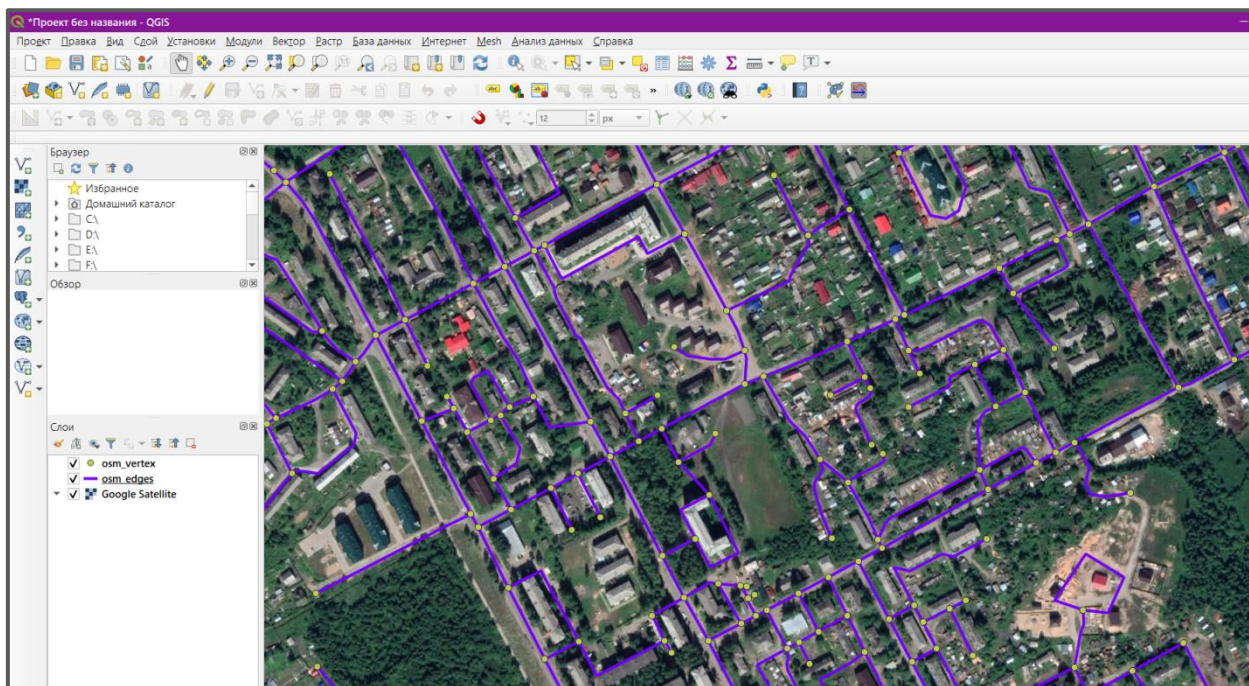 *Проект без названия - QGIS
Проект Правка Вид Слой Установки Модули Вектор Растр База данных Интернет Mesh Анализ данных Справка
12 px
Браузер
Избранное
Домашний каталог
C:\
D:\
E:\
F:\
Обзор
Слои
osm_vertex
osm_edges
Google Satellite